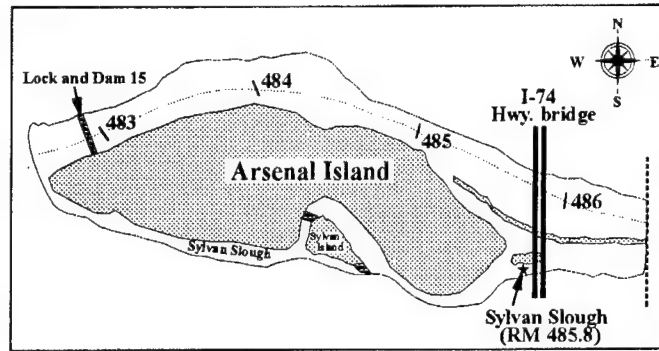 N
W E
S
Lock and Dam 15
484
I-74
Hwy. bridge
483
485
Arsenal Island
486
Sylvan Slough
Sylvan
Island
Sylvan Slough
(RM 485.8)